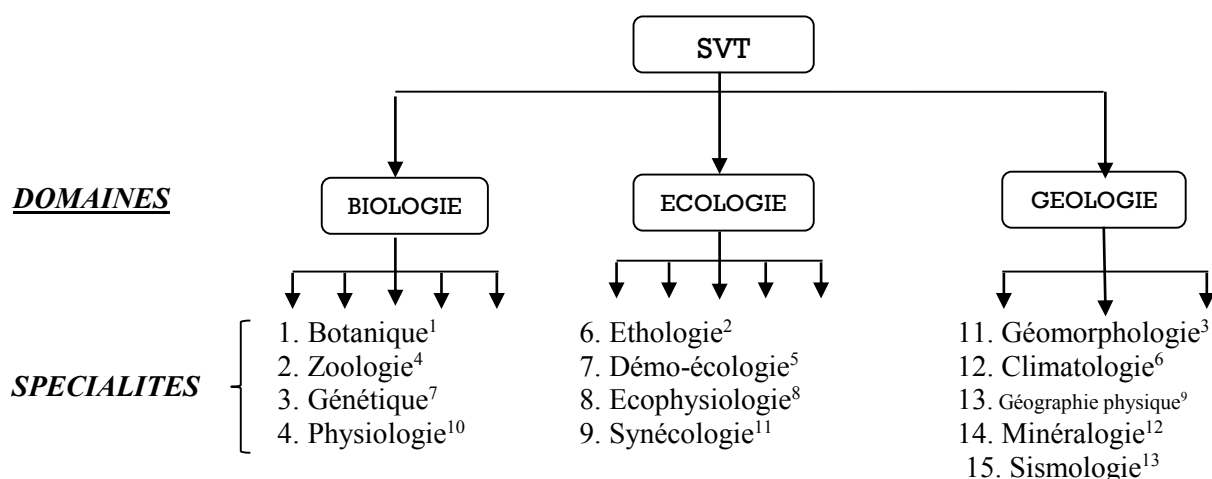 SVT
DOMAINES
BIOLOGIE
ECOLOGIE
GEOLOGIE
SPECIALITES
1. Botanique¹
2. Zoologie⁴
3. Génétique⁷
4. Physiologie¹⁰
6. Ethologie²
7. Démo-écologie⁵
8. Ecophysiologie⁸
9. Synécologie¹¹
11. Géomorphologie³
12. Climatologie⁶
13. Géographie physique⁹
14. Minéralogie¹²
15. Sismologie¹³